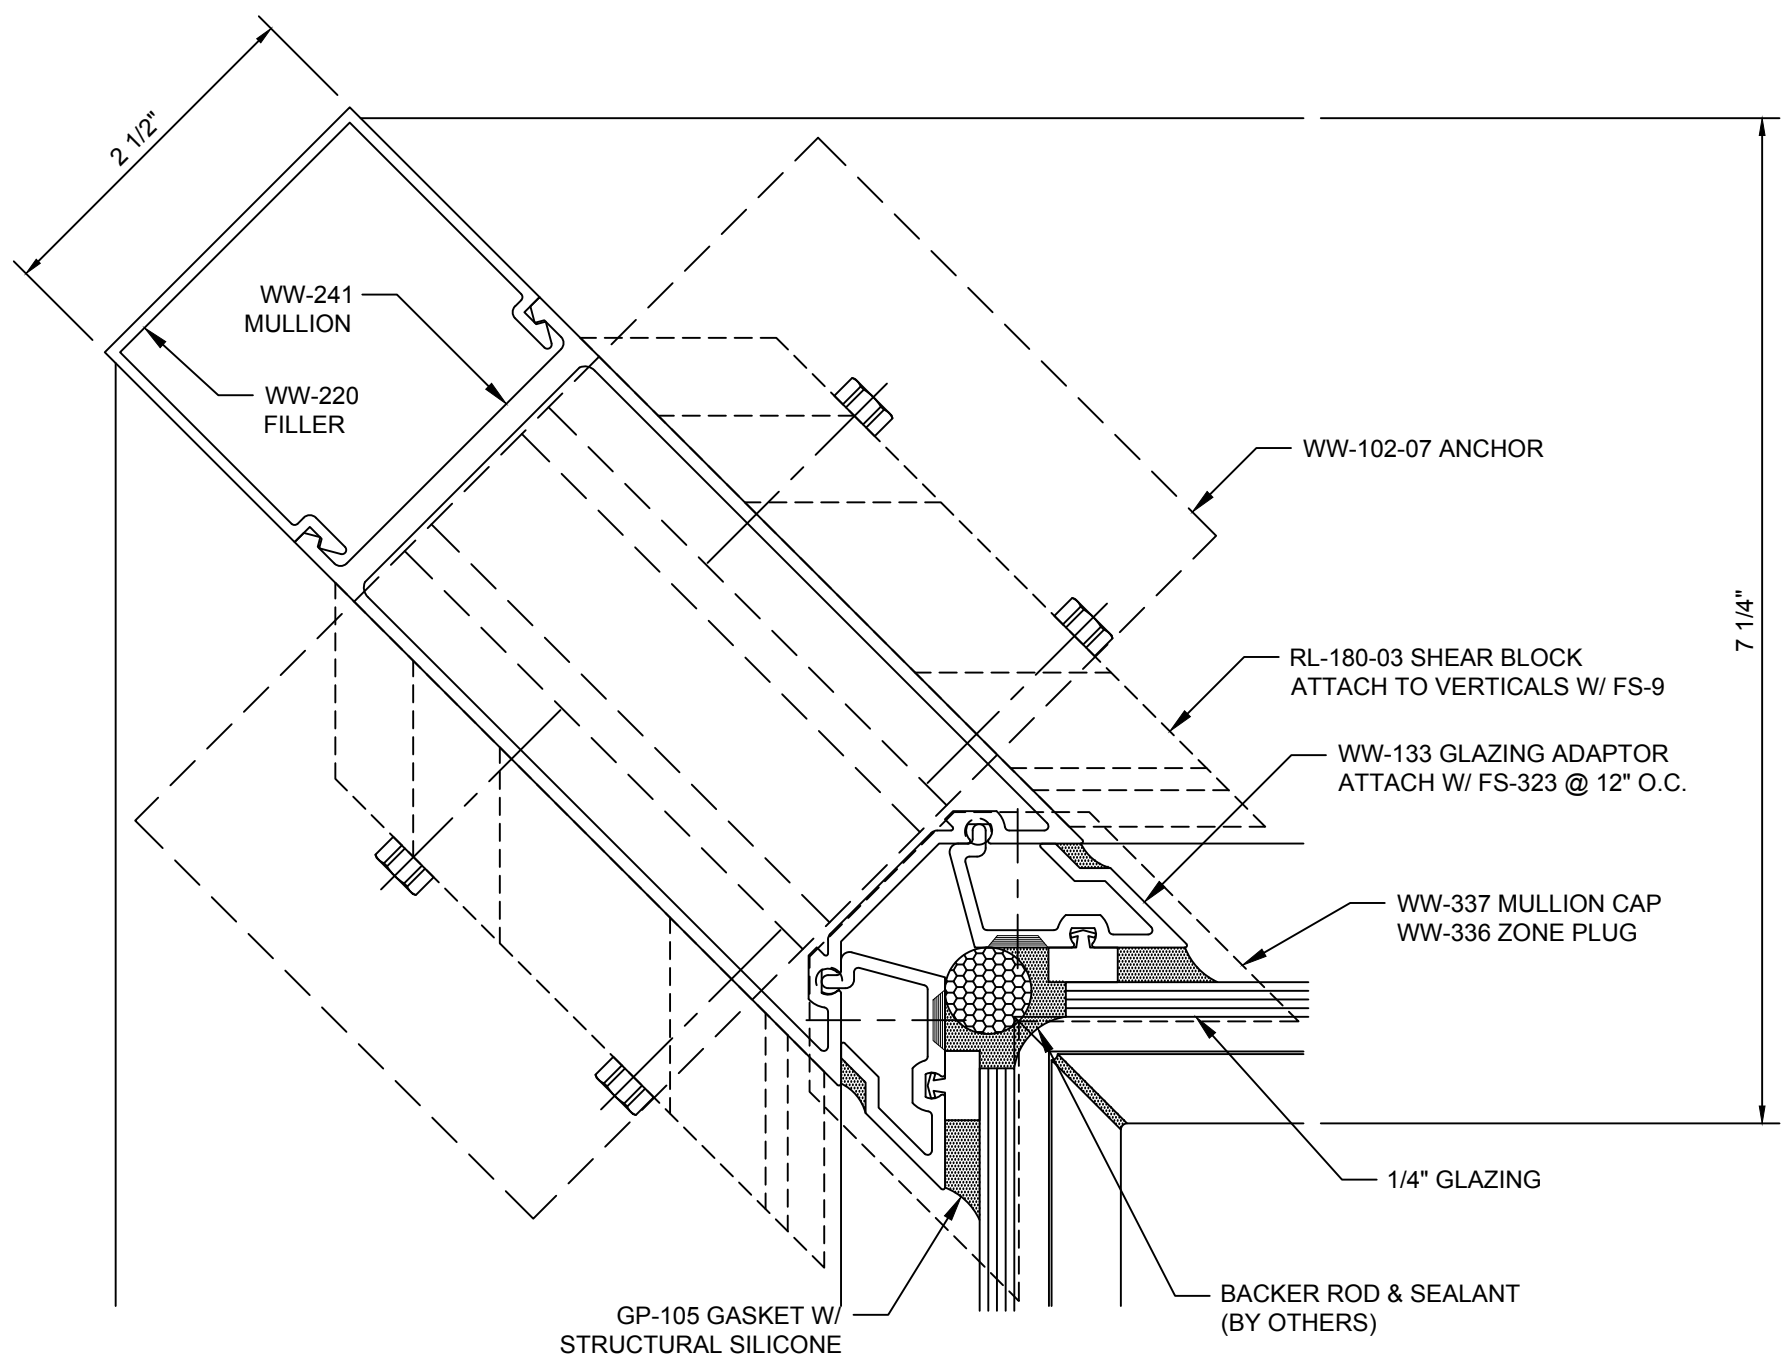 2 1/2"
WW-241
MULLION
WW-220
FILLER
WW-102-07 ANCHOR
7 1/4"
RL-180-03 SHEAR BLOCK
ATTACH TO VERTICALS W/ FS-9
WW-133 GLAZING ADAPTOR
ATTACH W/ FS-323 @ 12" O.C.
WW-337 MULLION CAP
WW-336 ZONE PLUG
1/4" GLAZING
BACKER ROD & SEALANT
(BY OTHERS)
GP-105 GASKET W/
STRUCTURAL SILICONE